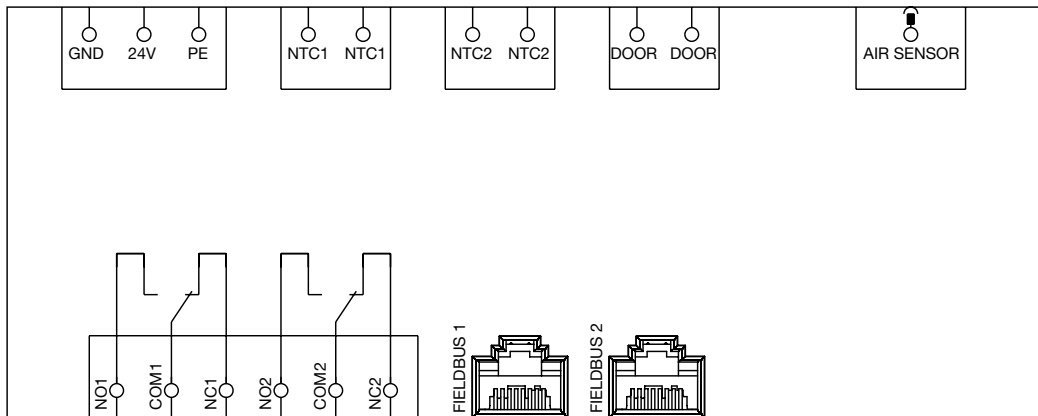 GND 24V PE NTC1 NTC1 NTC2 NTC2 DOOR DOOR AIR SENSOR
NO1 COM1 NC1 NO2 COM2 NC2 FIELDBUS 1 FIELDBUS 2